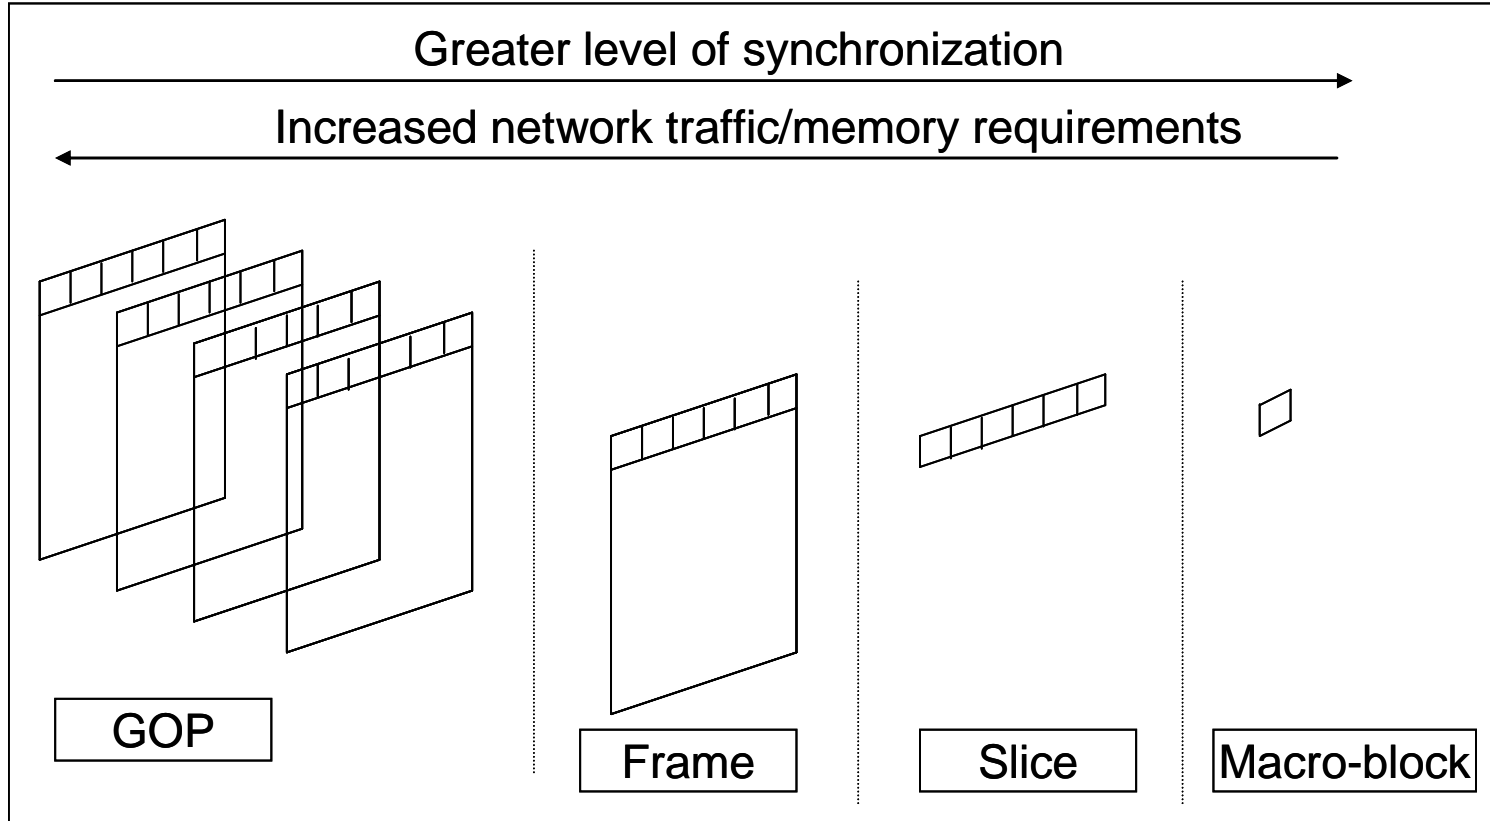 Greater level of synchronization
Increased network traffic/memory requirements
GOP
Frame
Slice
Macro-block